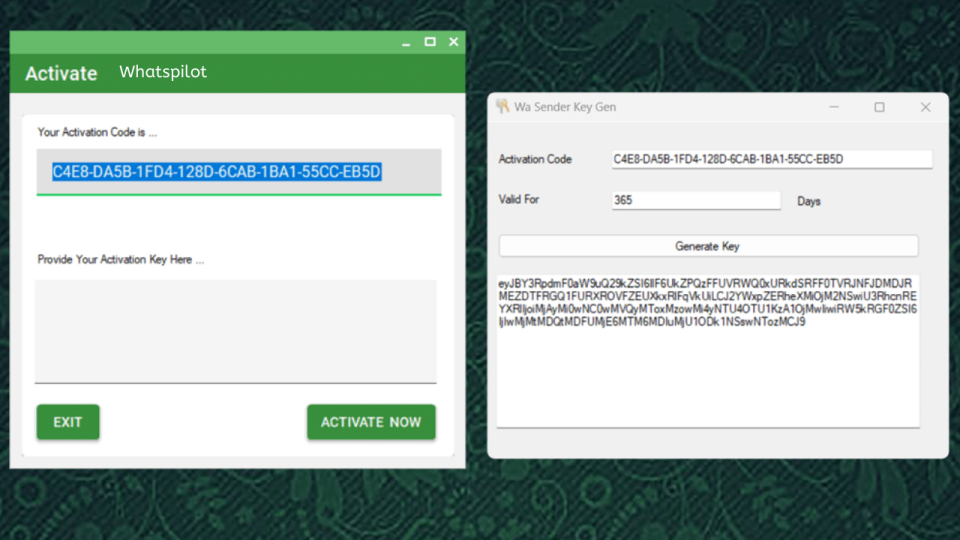 Activate Whatspilot
Your Activation Code is ...
C4E8-DA5B-1FD4-128D-6CAB-1BA1-55CC-EB5D
Provide Your Activation Key Here ...
EXIT
ACTIVATE NOW
Wa Sender Key Gen
Activation Code
C4E8-DA5B-1FD4-128D-6CAB-1BA1-55CC-EB5D
Valid For
365
Days
Generate Key